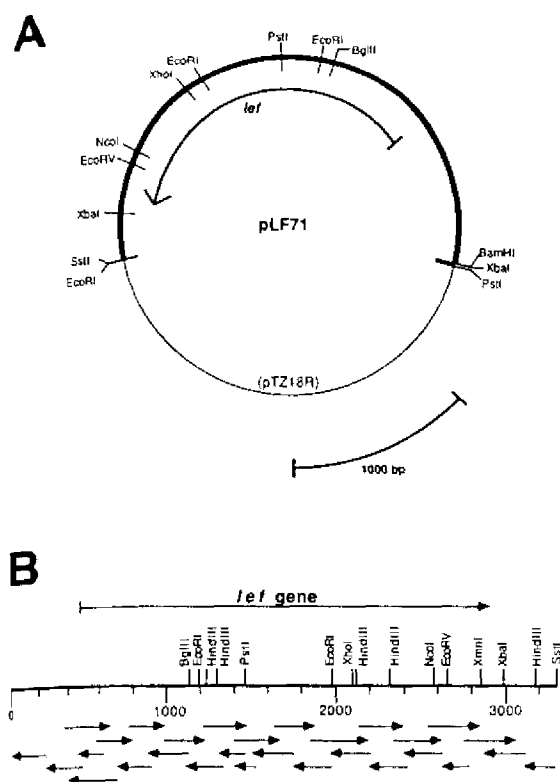 A
PstI
EcoRI
BglII
EcoRI
XhoI
lef
NcoI
EcoRV
XbaI
pLF71
SstI
EcoRI
BamHI
XbaI
PstI
(pTZ18R)
1000 bp
B
lef gene
BglII
EcoRI
HindIII
HindIII
PstI
EcoRI
XhoI
HindIII
HindIII
NcoI
EcoRV
XmnI
XbaI
HindIII
SstI
0
1000
2000
3000